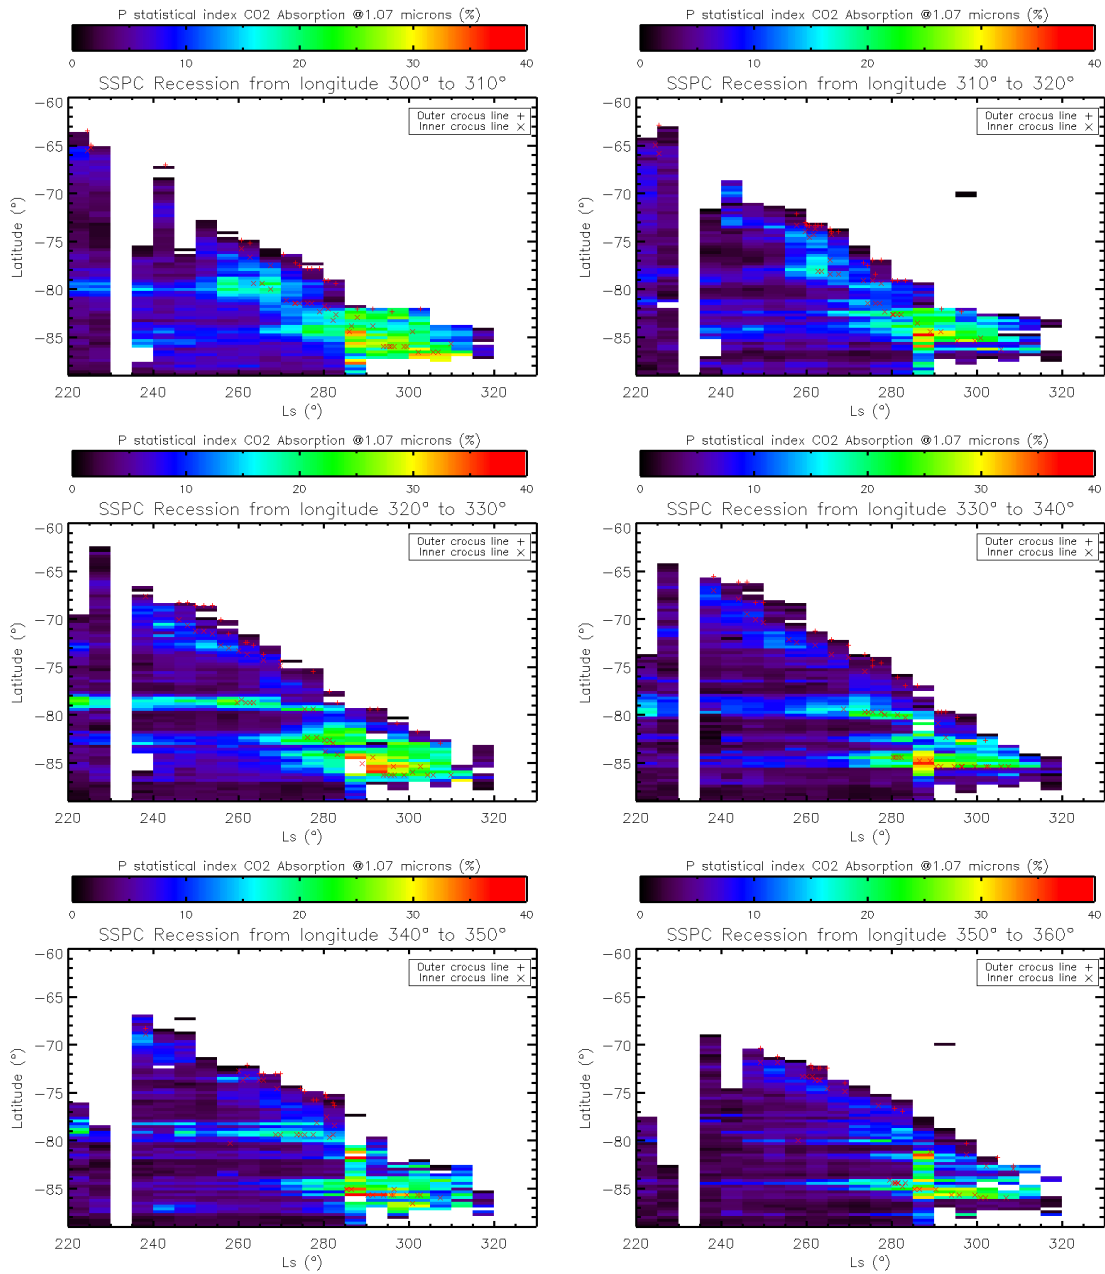 P statistical index CO2 Absorption @1.07 microns (%)
0 10 20 30 40
SSPC Recession from longitude 300° to 310°
Outer crocus line +
Inner crocus line ×
Latitude (°)
−60
−65
−70
−75
−80
−85
220 240 260 280 300 320
Ls (°)
P statistical index CO2 Absorption @1.07 microns (%)
0 10 20 30 40
SSPC Recession from longitude 310° to 320°
Outer crocus line +
Inner crocus line ×
Latitude (°)
−60
−65
−70
−75
−80
−85
220 240 260 280 300 320
Ls (°)
P statistical index CO2 Absorption @1.07 microns (%)
0 10 20 30 40
SSPC Recession from longitude 320° to 330°
Outer crocus line +
Inner crocus line ×
Latitude (°)
−60
−65
−70
−75
−80
−85
220 240 260 280 300 320
Ls (°)
P statistical index CO2 Absorption @1.07 microns (%)
0 10 20 30 40
SSPC Recession from longitude 330° to 340°
Outer crocus line +
Inner crocus line ×
Latitude (°)
−60
−65
−70
−75
−80
−85
220 240 260 280 300 320
Ls (°)
P statistical index CO2 Absorption @1.07 microns (%)
0 10 20 30 40
SSPC Recession from longitude 340° to 350°
Outer crocus line +
Inner crocus line ×
Latitude (°)
−60
−65
−70
−75
−80
−85
220 240 260 280 300 320
Ls (°)
P statistical index CO2 Absorption @1.07 microns (%)
0 10 20 30 40
SSPC Recession from longitude 350° to 360°
Outer crocus line +
Inner crocus line ×
Latitude (°)
−60
−65
−70
−75
−80
−85
220 240 260 280 300 320
Ls (°)